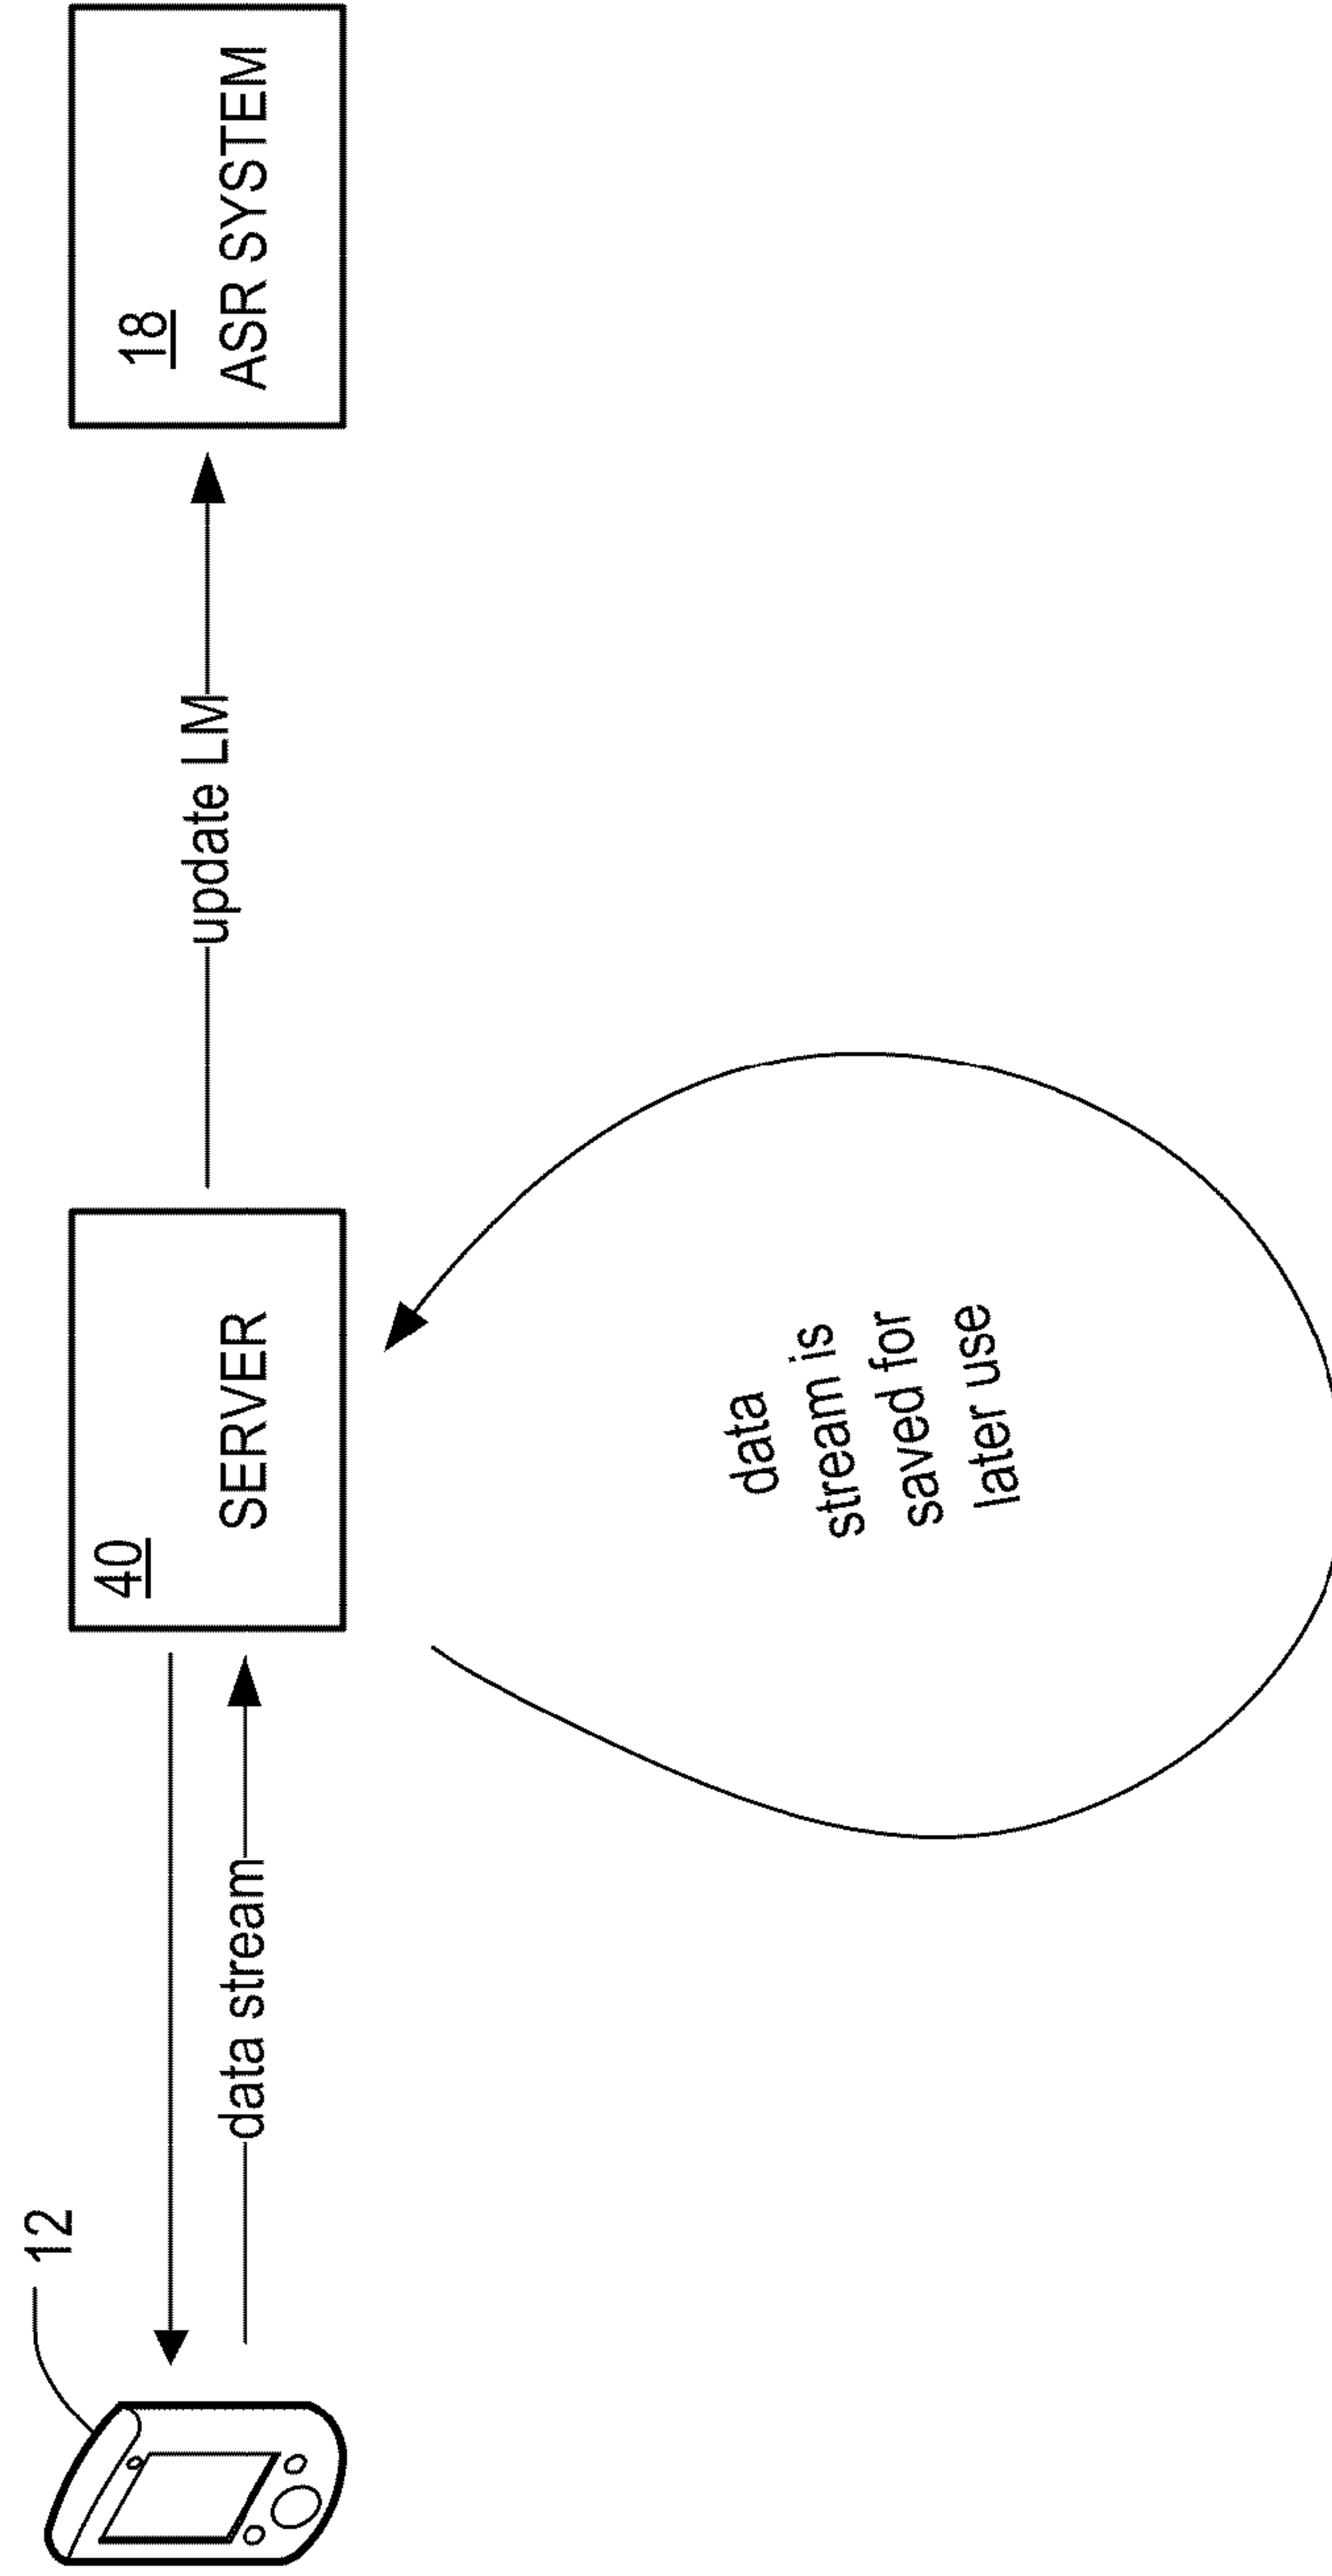 12
data stream
40
SERVER
update LM
18
ASR SYSTEM
data
stream is
saved for
later use